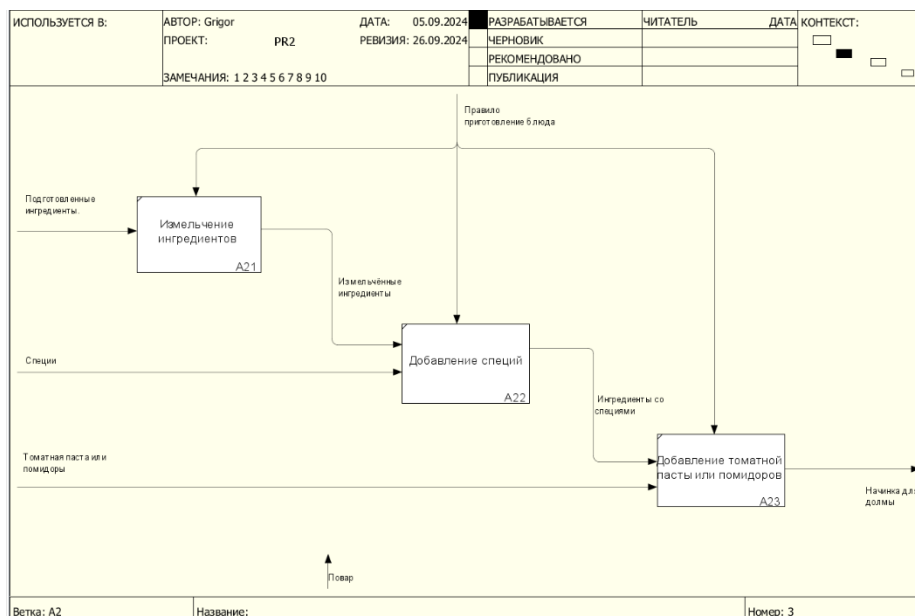 ИСПОЛЬЗУЕТСЯ В:
АВТОР: Grigor
ДАТА: 05.09.2024
ПРОЕКТ: PR2
РЕВИЗИЯ: 26.09.2024
ЗАМЕЧАНИЯ: 1 2 3 4 5 6 7 8 9 10
РАЗРАБАТЫВАЕТСЯ
ЧЕРНОВИК
РЕКОМЕНДОВАНО
ПУБЛИКАЦИЯ
ЧИТАТЕЛЬ
ДАТА
КОНТЕКСТ:
Правило
приготовление блюда
Подготовленные
ингредиенты.
Измельчение
ингредиентов
A21
Измельчённые
ингредиенты
Специи
Добавление специй
A22
Ингредиенты со
специями
Томатная паста или
помидоры
Добавление томатной
пасты или помидоров
A23
Начинка для
долмы
Повар
Ветка: A2
Название:
Номер: 3